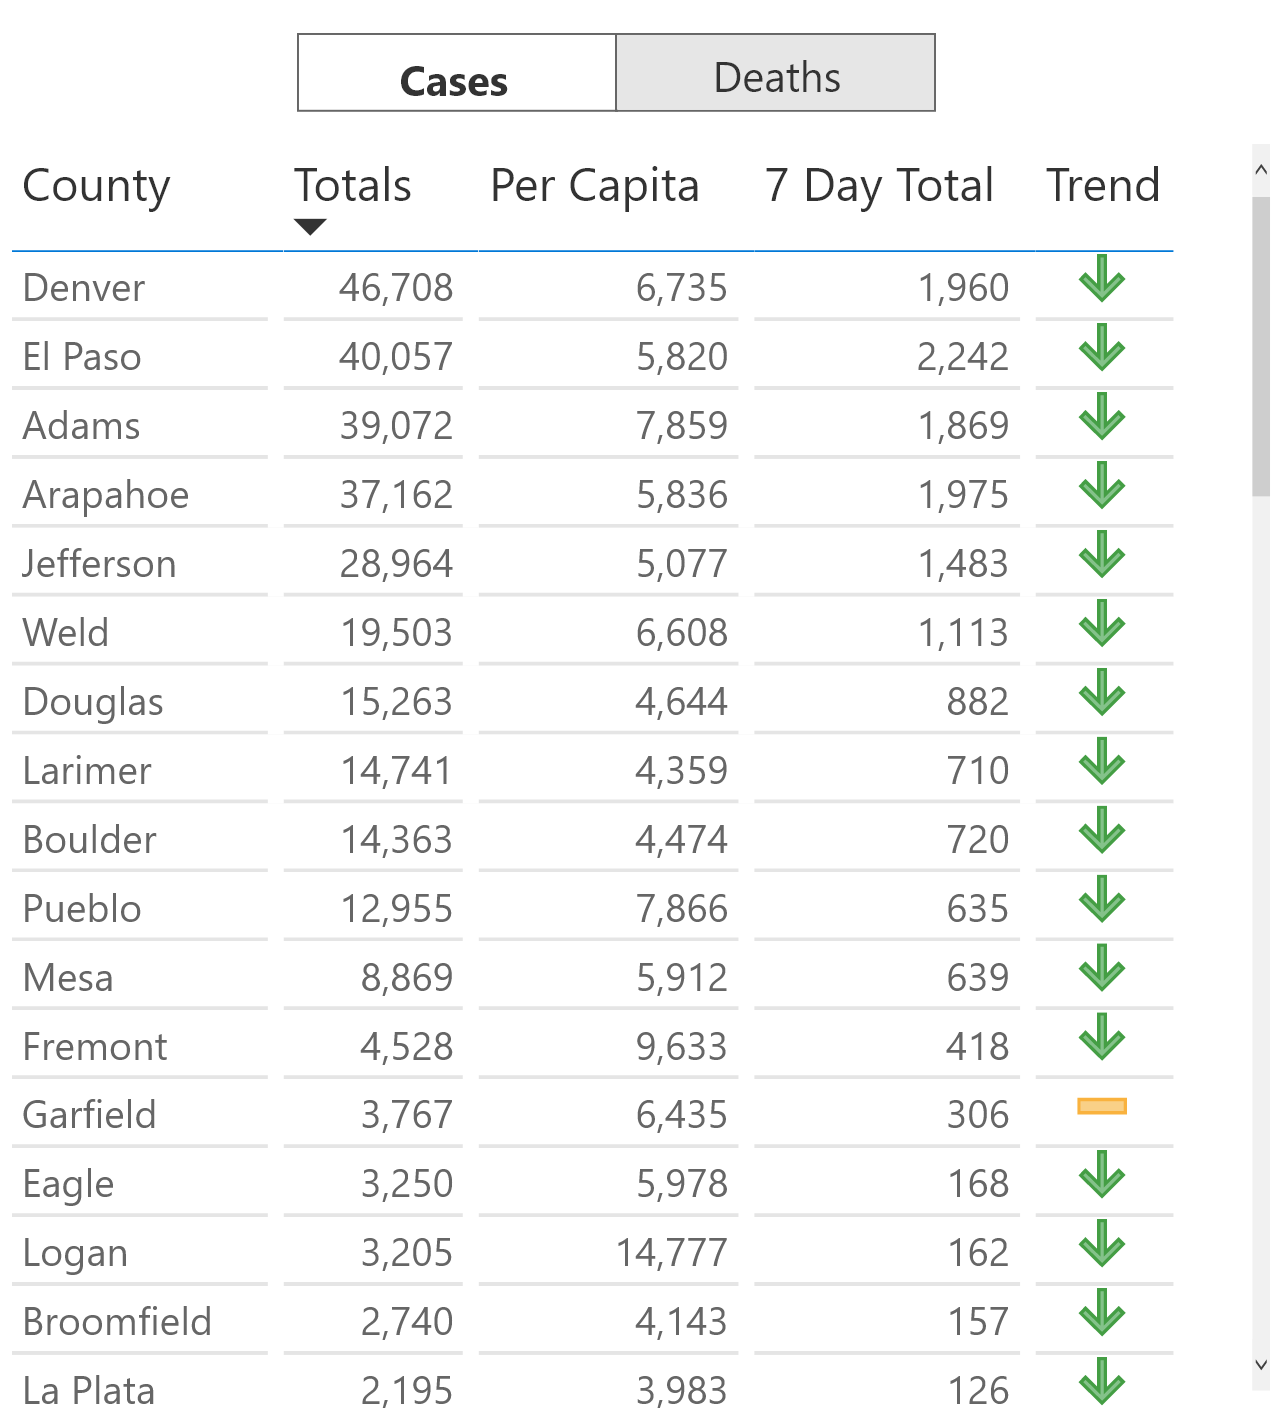 Cases Deaths
County Totals Per Capita 7 Day Total Trend
Denver 46,708 6,735 1,960
El Paso 40,057 5,820 2,242
Adams 39,072 7,859 1,869
Arapahoe 37,162 5,836 1,975
Jefferson 28,964 5,077 1,483
Weld 19,503 6,608 1,113
Douglas 15,263 4,644 882
Larimer 14,741 4,359 710
Boulder 14,363 4,474 720
Pueblo 12,955 7,866 635
Mesa 8,869 5,912 639
Fremont 4,528 9,633 418
Garfield 3,767 6,435 306
Eagle 3,250 5,978 168
Logan 3,205 14,777 162
Broomfield 2,740 4,143 157
La Plata 2,195 3,983 126